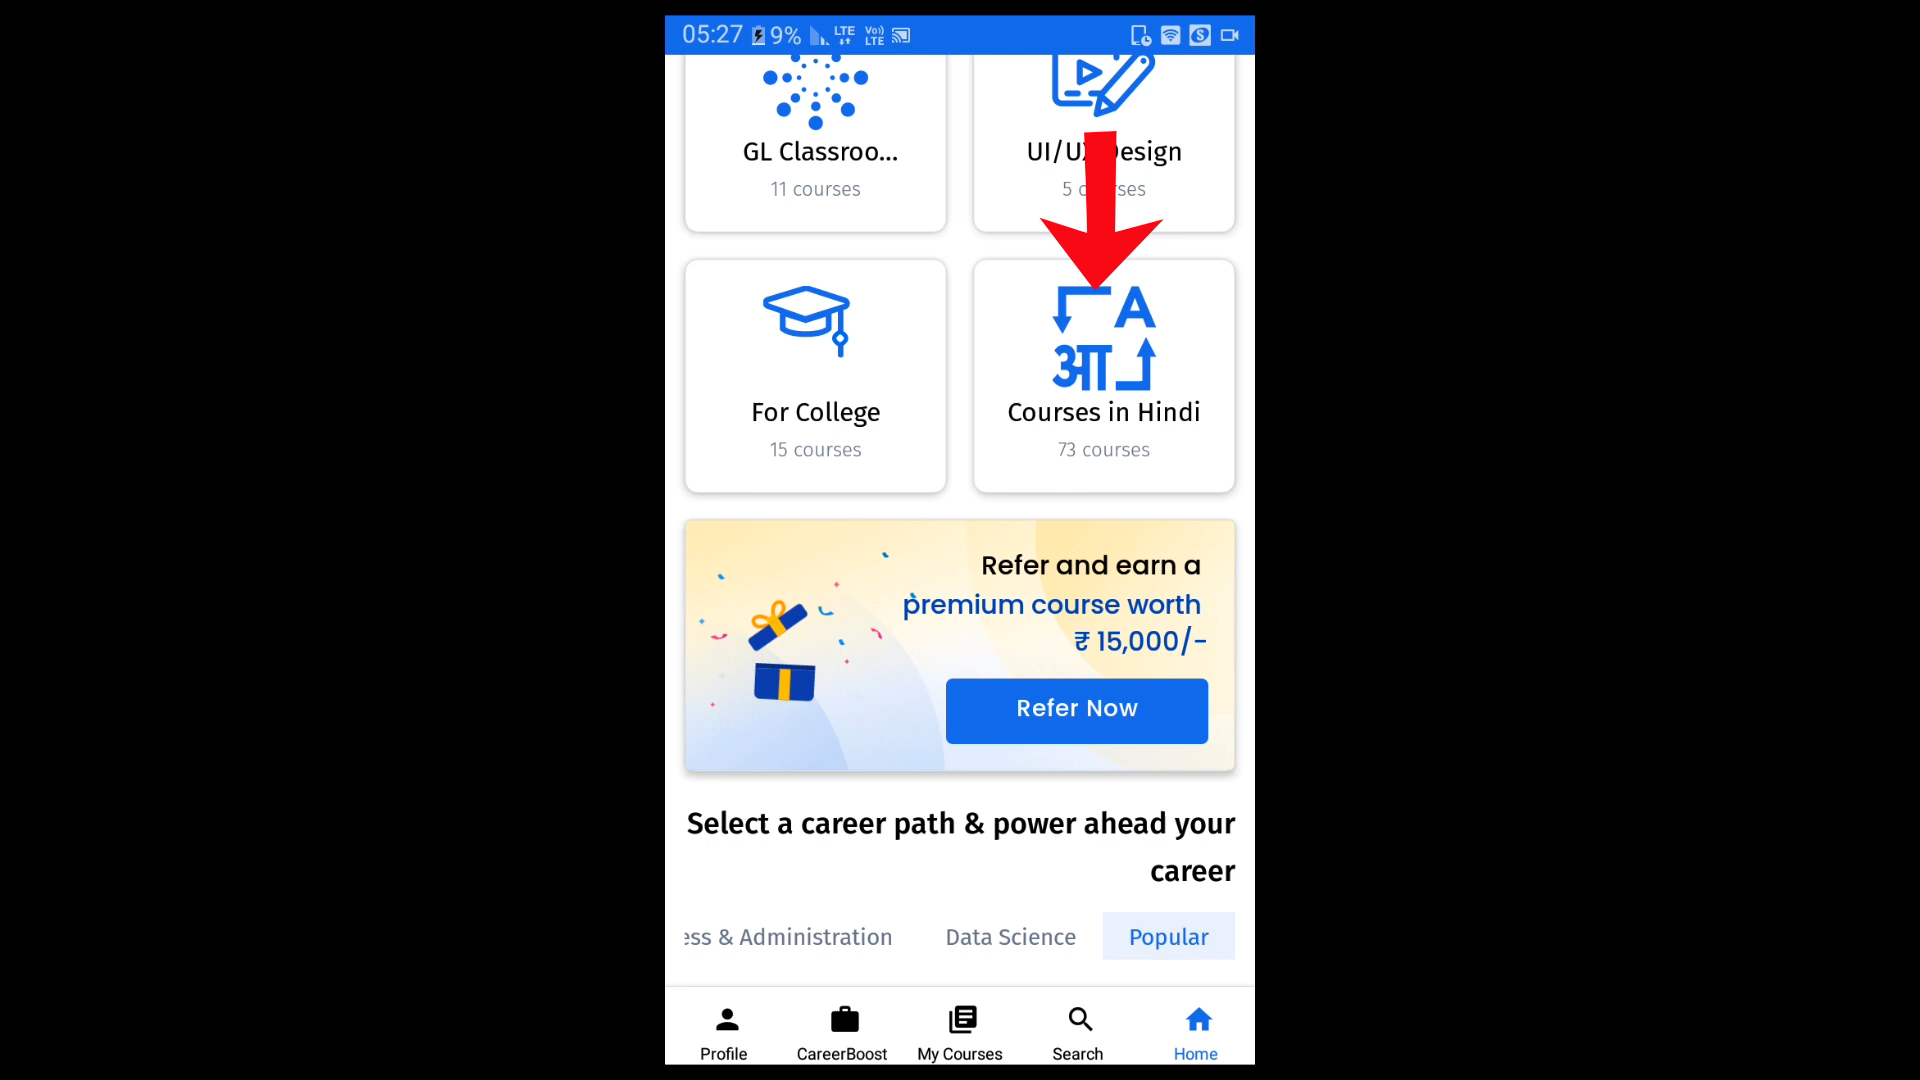 05:27 9% LTE Vo)) LTE
GL Classroo...
11 courses
UI/UX Design
5 courses
For College
15 courses
A
आ
Courses in Hindi
73 courses
Refer and earn a
premium course worth
₹ 15,000/-
Refer Now
Select a career path & power ahead your
career
ess & Administration
Data Science
Popular
Profile
CareerBoost
My Courses
Search
Home